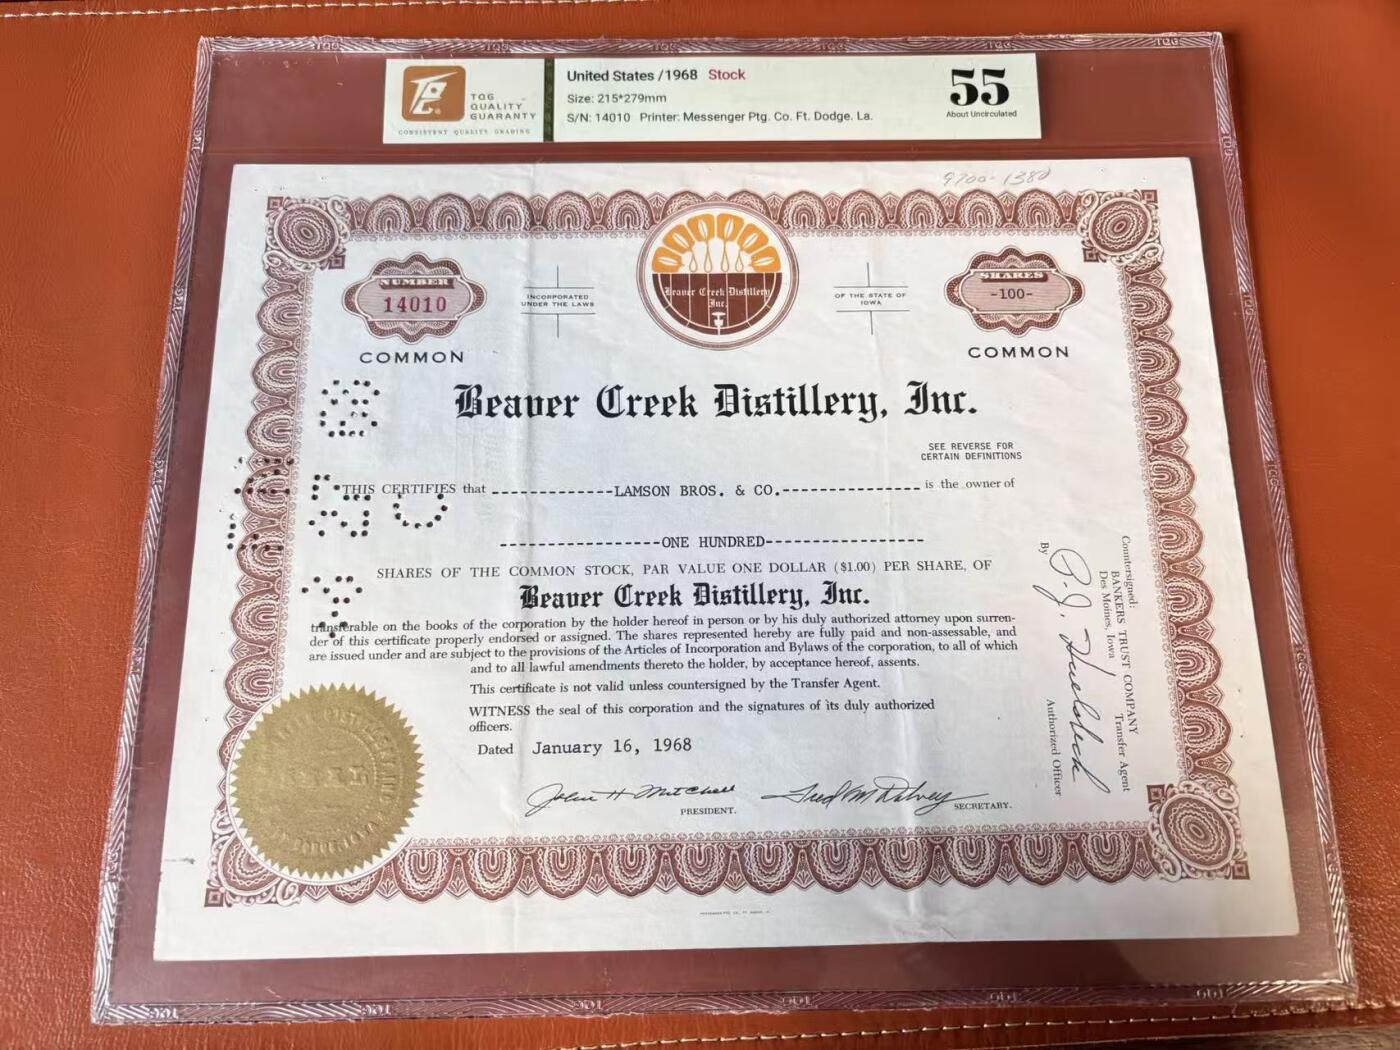 TQG
QUALITY
GUARANTY
CONSISTENT QUALITY GRADING
United States / 1968 Stock
Size: 215*279mm
S/N: 14010 Printer: Messenger Ptg. Co. Ft. Dodge. La.
55
About Uncirculated
9700-1380
NUMBER
14010
COMMON
INCORPORATED
UNDER THE LAWS
Beaver Creek Distillery
Inc.
OF THE STATE OF
IOWA
SHARES
-100-
COMMON
Beaver Creek Distillery, Inc.
SEE REVERSE FOR
CERTAIN DEFINITIONS
THIS CERTIFIES that -------------LAMSON BROS. & CO.--------------- is the owner of
-----------------ONE HUNDRED-----------------
SHARES OF THE COMMON STOCK, PAR VALUE ONE DOLLAR ($1.00) PER SHARE, OF
Beaver Creek Distillery, Inc.
transferable on the books of the corporation by the holder hereof in person or by his duly authorized attorney upon surren-
der of this certificate properly endorsed or assigned. The shares represented hereby are fully paid and non-assessable, and
are issued under and are subject to the provisions of the Articles of Incorporation and Bylaws of the corporation, to all of which
and to all lawful amendments thereto the holder, by acceptance hereof, assents.
This certificate is not valid unless countersigned by the Transfer Agent.
WITNESS the seal of this corporation and the signatures of its duly authorized
officers.
Dated January 16, 1968
John H Mitchell
PRESIDENT.
Fred M
SECRETARY.
Countersigned:
BANKERS TRUST COMPANY
Des Moines, Iowa Transfer Agent
By P. J.
Authorized Officer